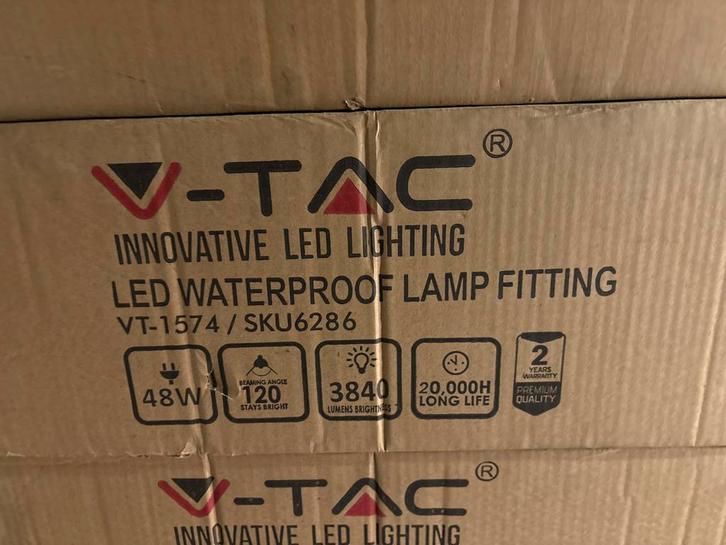 V-TAC®
INNOVATIVE LED LIGHTING
LED WATERPROOF LAMP FITTING
VT-1574 / SKU6286
48W
BEAMING ANGLE
120
STAYS BRIGHT
3840
LUMENS BRIGHTNESS
20,000H
LONG LIFE
2
YEARS
WARRANTY
PREMIUM
QUALITY
V-TAC®
INNOVATIVE LED LIGHTING